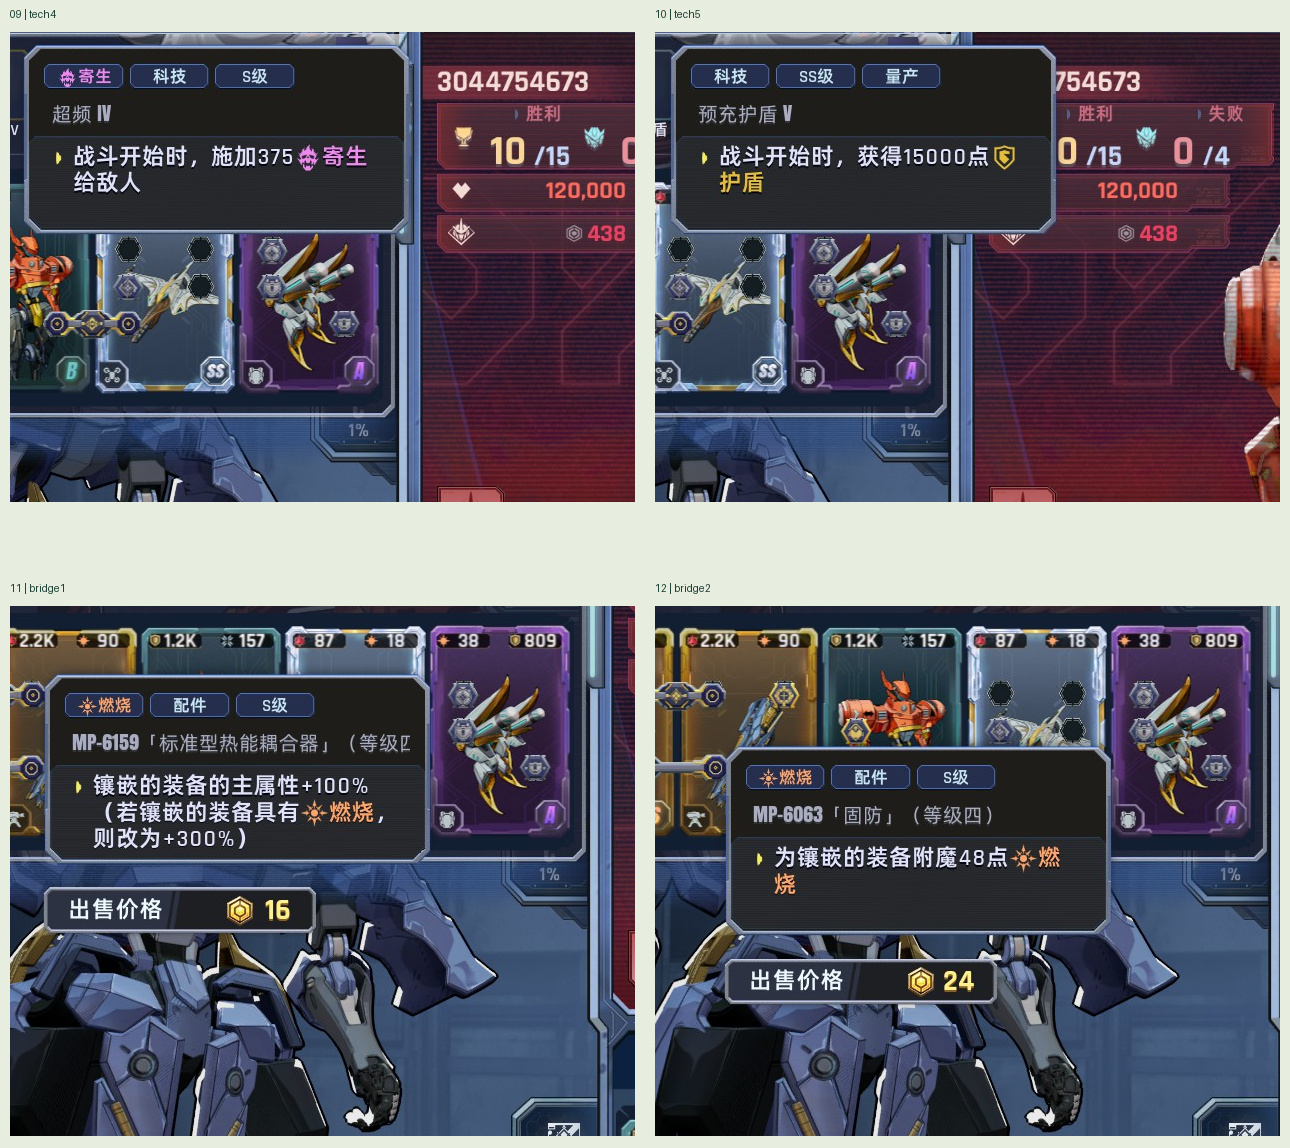 09 | tech4
寄生 科技 S级
超频 IV
战斗开始时，施加375寄生
给敌人
3044754673
胜利
10 /15 0
120,000
438
B SS A
1%
10 | tech5
科技 SS级 量产
预充护盾 V
战斗开始时，获得15000点
护盾
盾
754673
胜利 失败
0 /15 0 /4
120,000
438
SS A
1%
11 | bridge1
2.2K 90 1.2K 157 87 18 38 809
燃烧 配件 S级
MP-6159「标准型热能耦合器」（等级四
镶嵌的装备的主属性+100%
（若镶嵌的装备具有燃烧，
则改为+300%）
A
1%
出售价格 16
12 | bridge2
2.2K 90 1.2K 157 87 18 38 809
燃烧 配件 S级
MP-6063「固防」（等级四）
为镶嵌的装备附魔48点燃
烧
A
1%
出售价格 24